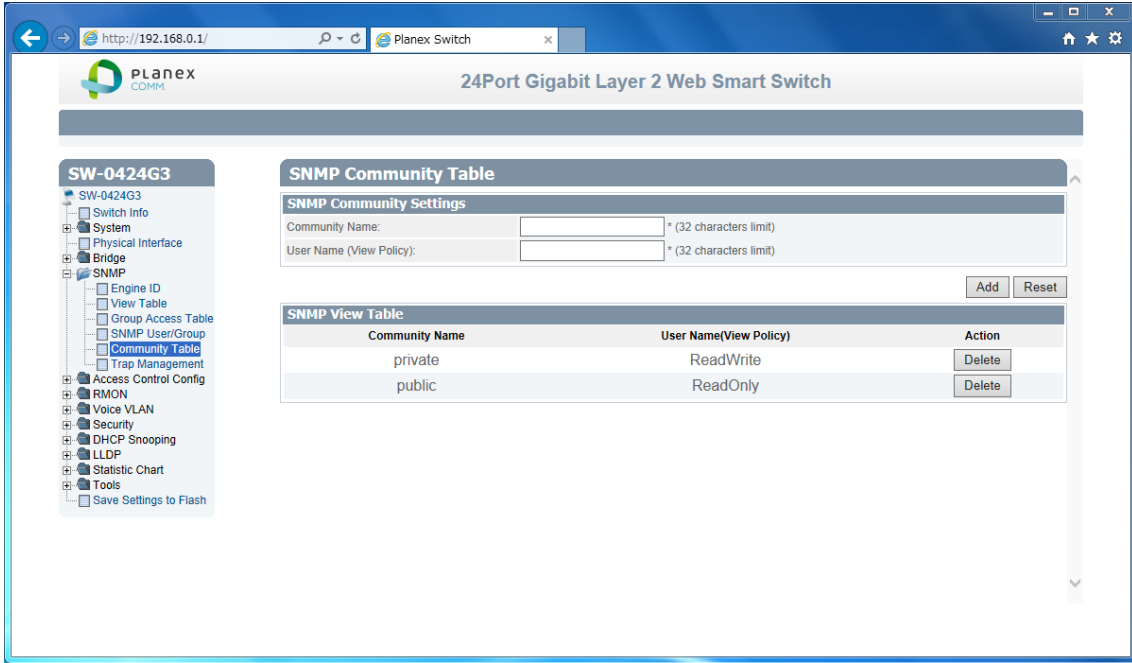 http://192.168.0.1/
Planex Switch
PLanex
COMM.
24Port Gigabit Layer 2 Web Smart Switch
SW-0424G3
SW-0424G3
Switch Info
System
Physical Interface
Bridge
SNMP
Engine ID
View Table
Group Access Table
SNMP User/Group
Community Table
Trap Management
Access Control Config
RMON
Voice VLAN
Security
DHCP Snooping
LLDP
Statistic Chart
Tools
Save Settings to Flash
SNMP Community Table
SNMP Community Settings
Community Name: * (32 characters limit)
User Name (View Policy): * (32 characters limit)
Add Reset
SNMP View Table
Community Name User Name(View Policy) Action
private ReadWrite Delete
public ReadOnly Delete